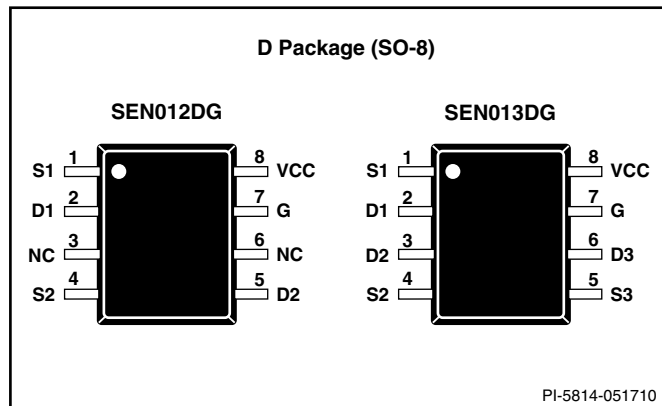 D Package (SO-8)
SEN012DG
S1 1
D1 2
NC 3
S2 4
8 VCC
7 G
6 NC
5 D2
SEN013DG
S1 1
D1 2
D2 3
S2 4
8 VCC
7 G
6 D3
5 S3
PI-5814-051710